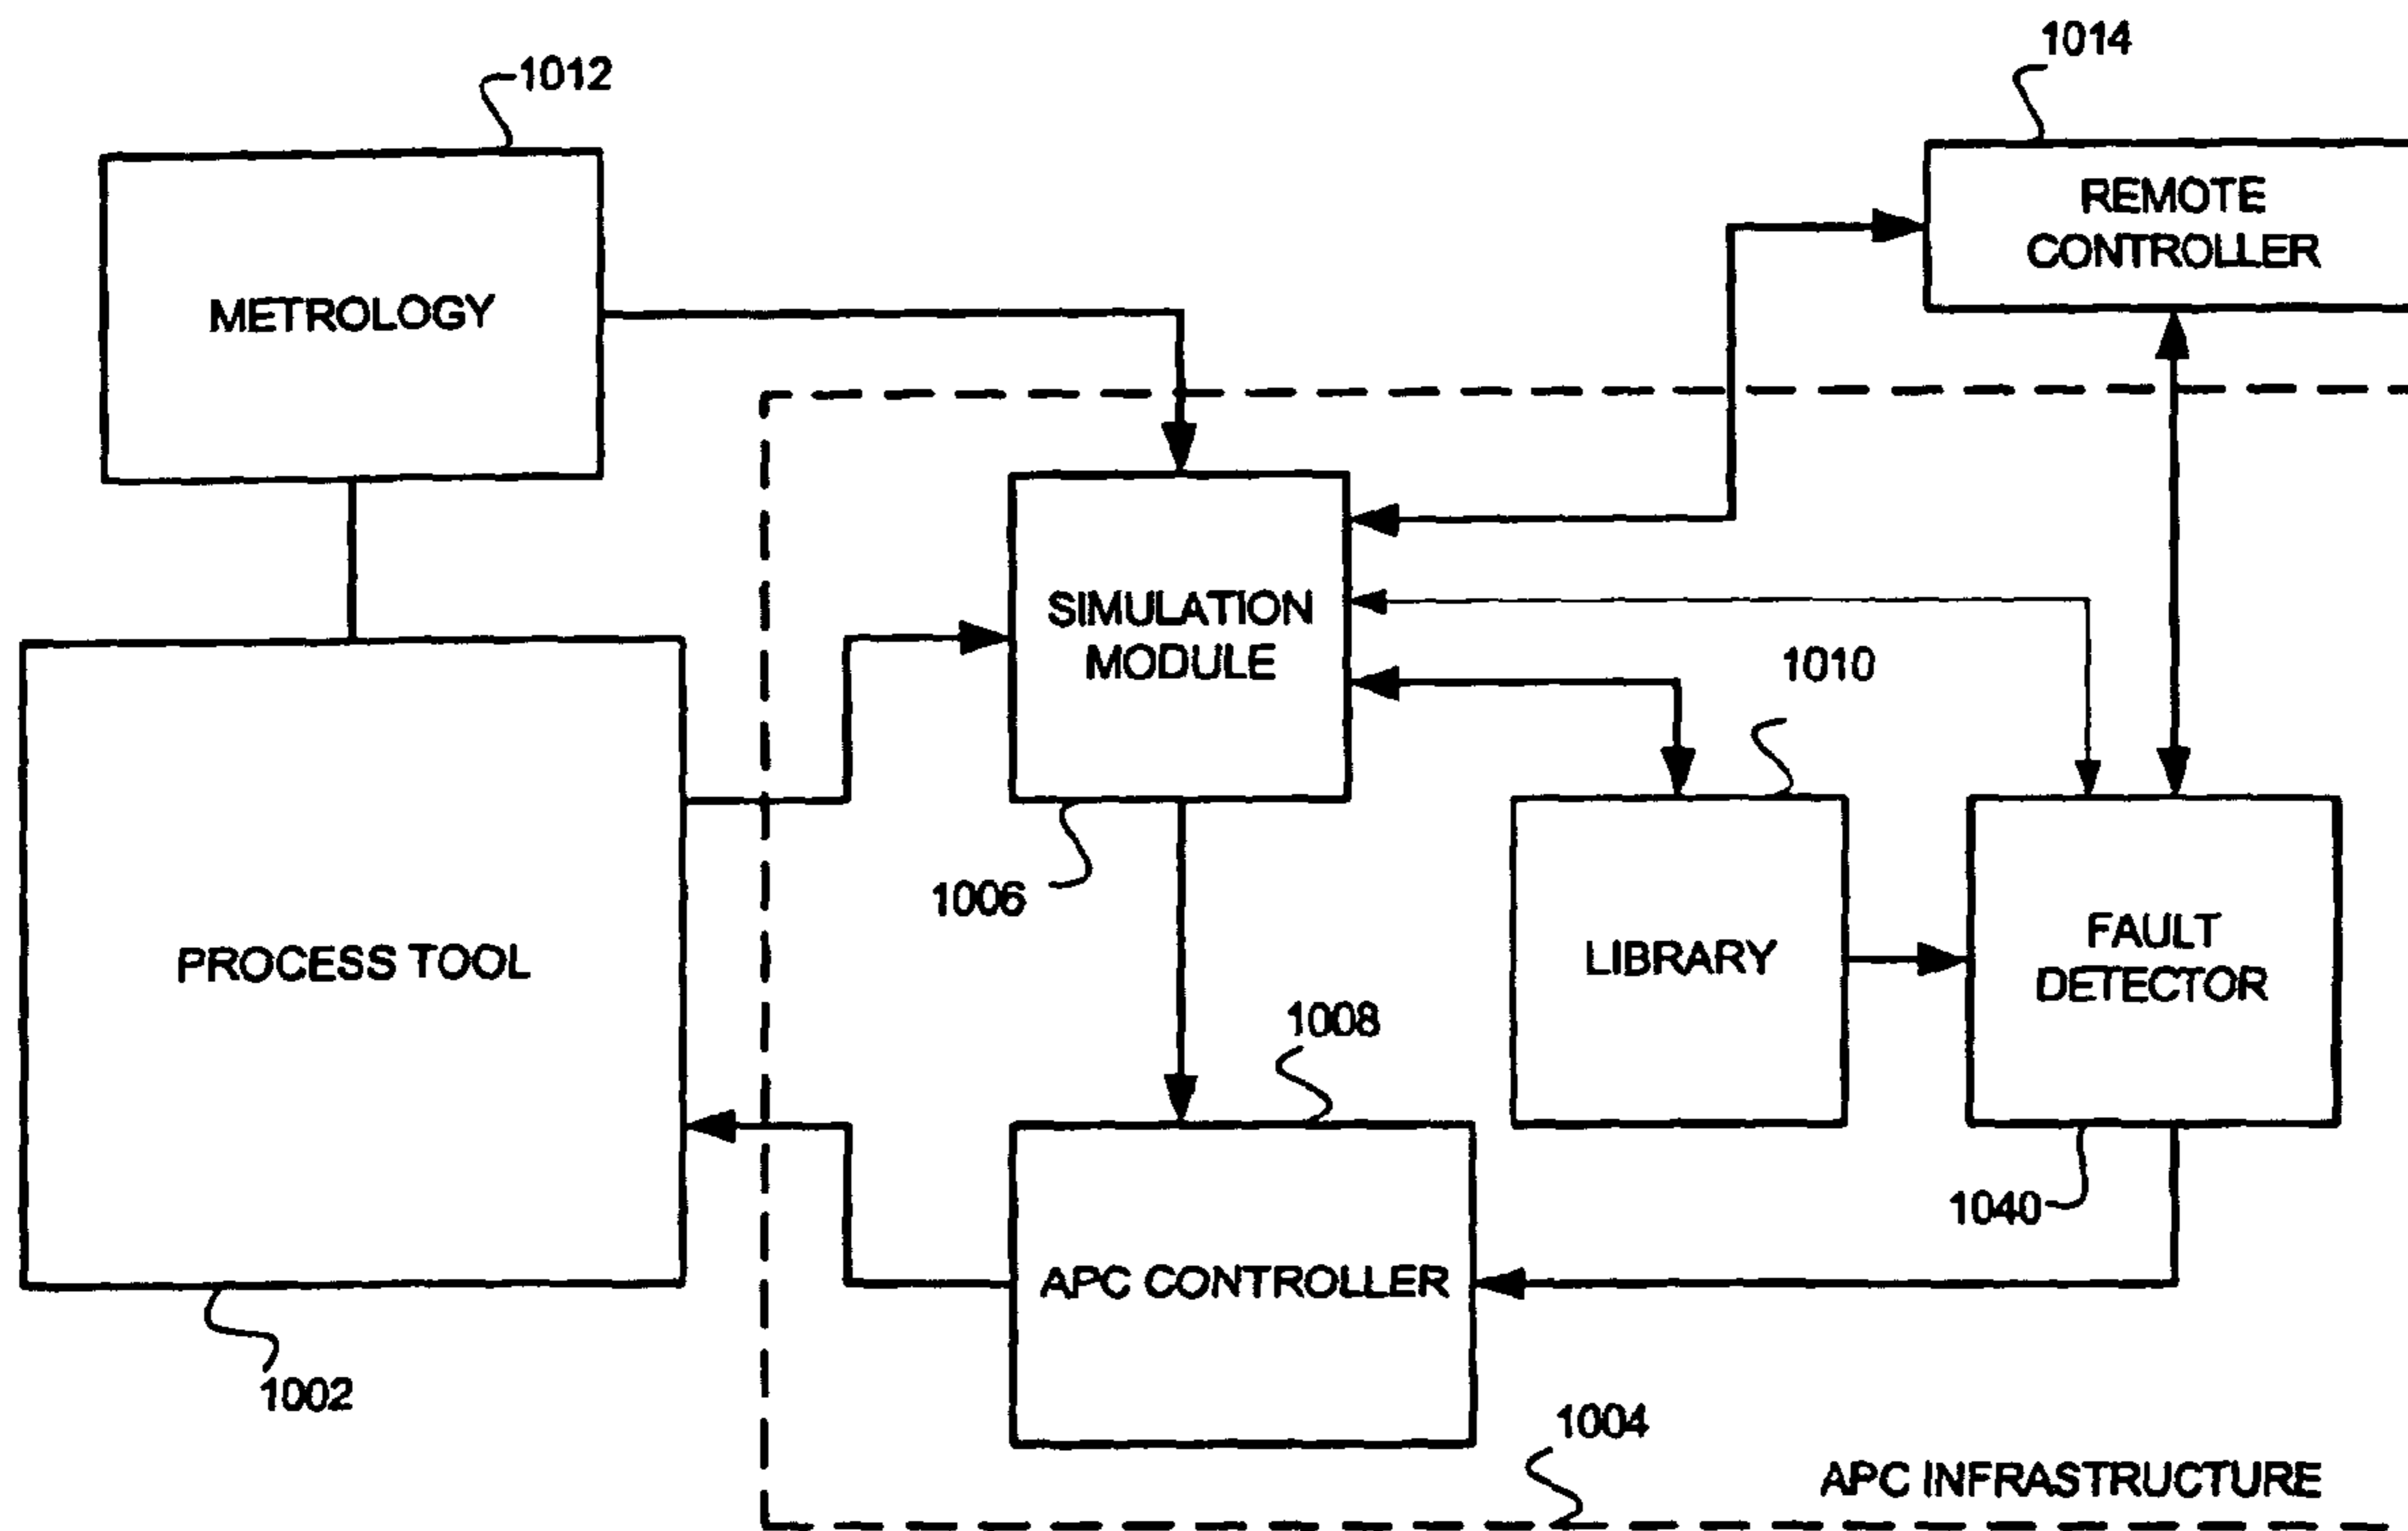 1012
1014
METROLOGY
REMOTE
CONTROLLER
SIMULATION
MODULE
1010
1006
PROCESS TOOL
LIBRARY
FAULT
DETECTOR
1008
1040
APC CONTROLLER
1002
1004
APC INFRASTRUCTURE